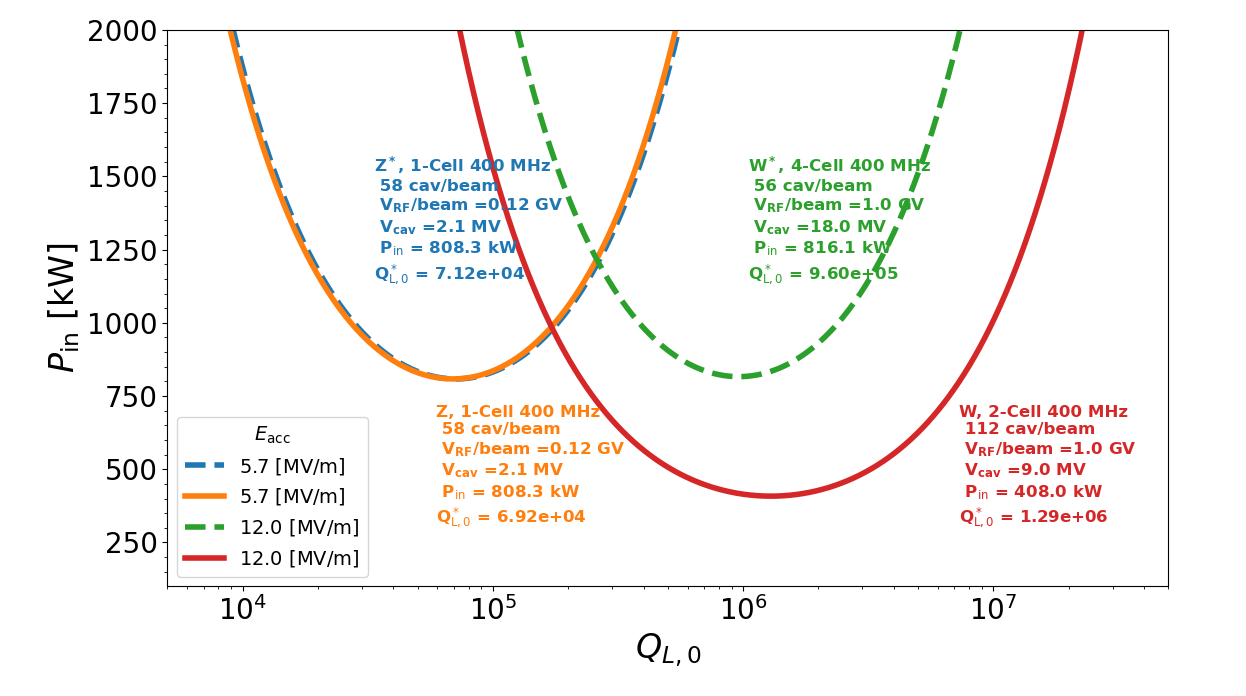 2000
1750
1500
1250
1000
750
500
250
P_in [kW]
Z*, 1-Cell 400 MHz
58 cav/beam
V_RF/beam =0.12 GV
V_cav =2.1 MV
P_in = 808.3 kW
Q*_L,0 = 7.12e+04
W*, 4-Cell 400 MHz
56 cav/beam
V_RF/beam =1.0 GV
V_cav =18.0 MV
P_in = 816.1 kW
Q*_L,0 = 9.60e+05
Z, 1-Cell 400 MHz
58 cav/beam
V_RF/beam =0.12 GV
V_cav =2.1 MV
P_in = 808.3 kW
Q*_L,0 = 6.92e+04
W, 2-Cell 400 MHz
112 cav/beam
V_RF/beam =1.0 GV
V_cav =9.0 MV
P_in = 408.0 kW
Q*_L,0 = 1.29e+06
E_acc
5.7 [MV/m]
5.7 [MV/m]
12.0 [MV/m]
12.0 [MV/m]
10^4 10^5 10^6 10^7
Q_L,0